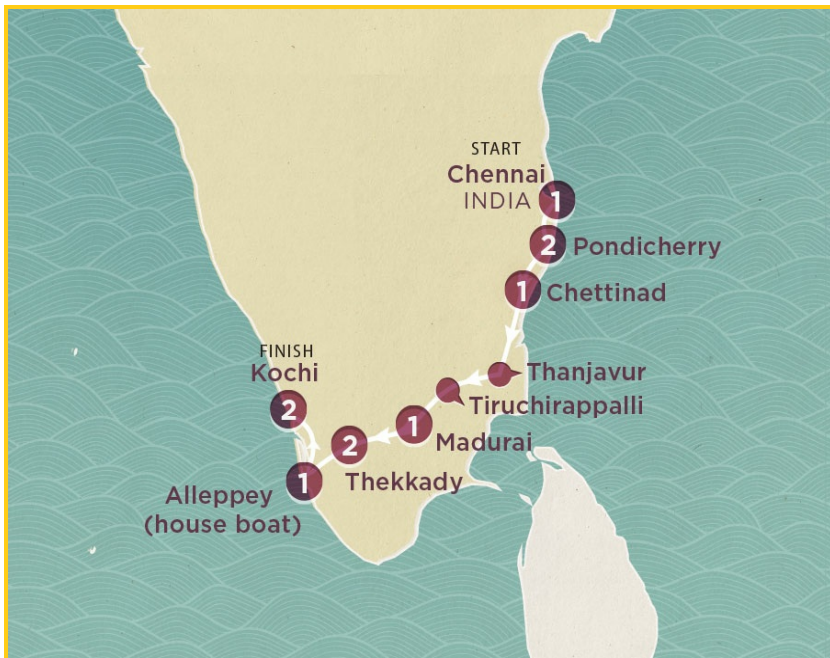 START
Chennai
INDIA
1
2
Pondicherry
1
Chettinad
Thanjavur
Tiruchirappalli
1
Madurai
2
Thekkady
1
Alleppey
(house boat)
FINISH
Kochi
2